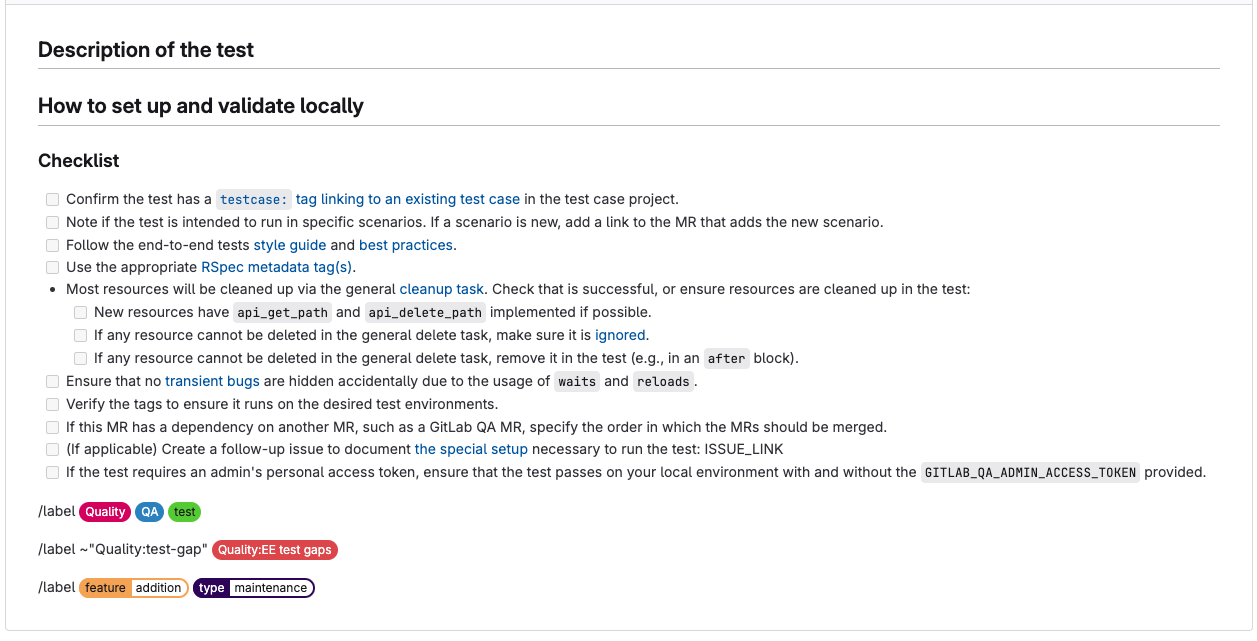 Description of the test
How to set up and validate locally
Checklist
Confirm the test has a testcase: tag linking to an existing test case in the test case project.
Note if the test is intended to run in specific scenarios. If a scenario is new, add a link to the MR that adds the new scenario.
Follow the end-to-end tests style guide and best practices.
Use the appropriate RSpec metadata tag(s).
Most resources will be cleaned up via the general cleanup task. Check that is successful, or ensure resources are cleaned up in the test:
New resources have api_get_path and api_delete_path implemented if possible.
If any resource cannot be deleted in the general delete task, make sure it is ignored.
If any resource cannot be deleted in the general delete task, remove it in the test (e.g., in an after block).
Ensure that no transient bugs are hidden accidentally due to the usage of waits and reloads.
Verify the tags to ensure it runs on the desired test environments.
If this MR has a dependency on another MR, such as a GitLab QA MR, specify the order in which the MRs should be merged.
(If applicable) Create a follow-up issue to document the special setup necessary to run the test: ISSUE_LINK
If the test requires an admin's personal access token, ensure that the test passes on your local environment with and without the GITLAB_QA_ADMIN_ACCESS_TOKEN provided.
/label Quality QA test
/label ~"Quality:test-gap" Quality:EE test gaps
/label feature addition type maintenance